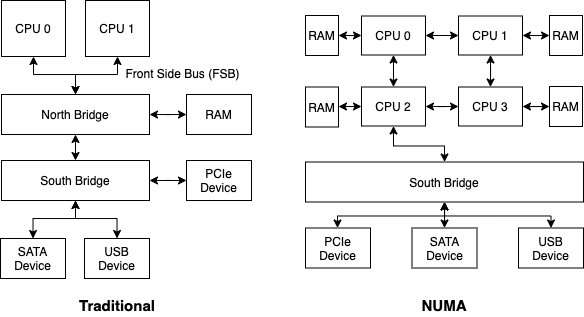 CPU 0
CPU 1
Front Side Bus (FSB)
North Bridge
RAM
South Bridge
PCIe
Device
SATA
Device
USB
Device
Traditional
RAM
CPU 0
CPU 1
RAM
RAM
CPU 2
CPU 3
RAM
South Bridge
PCIe
Device
SATA
Device
USB
Device
NUMA